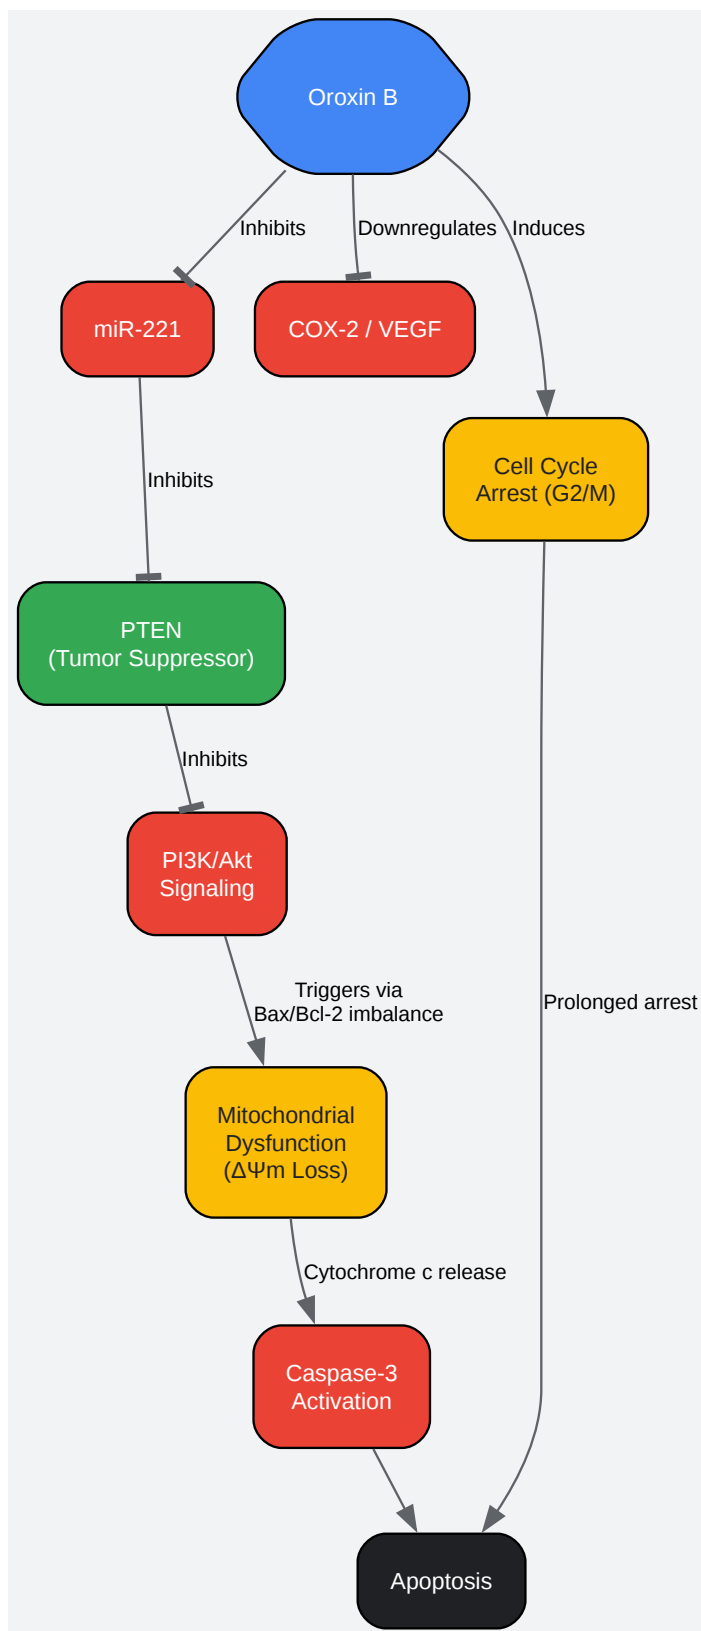 Oroxin B
Inhibits
Downregulates
Induces
miR-221
COX-2 / VEGF
Cell Cycle
Arrest (G2/M)
Inhibits
PTEN
(Tumor Suppressor)
Inhibits
PI3K/Akt
Signaling
Triggers via
Bax/Bcl-2 imbalance
Prolonged arrest
Mitochondrial
Dysfunction
(ΔΨm Loss)
Cytochrome c release
Caspase-3
Activation
Apoptosis